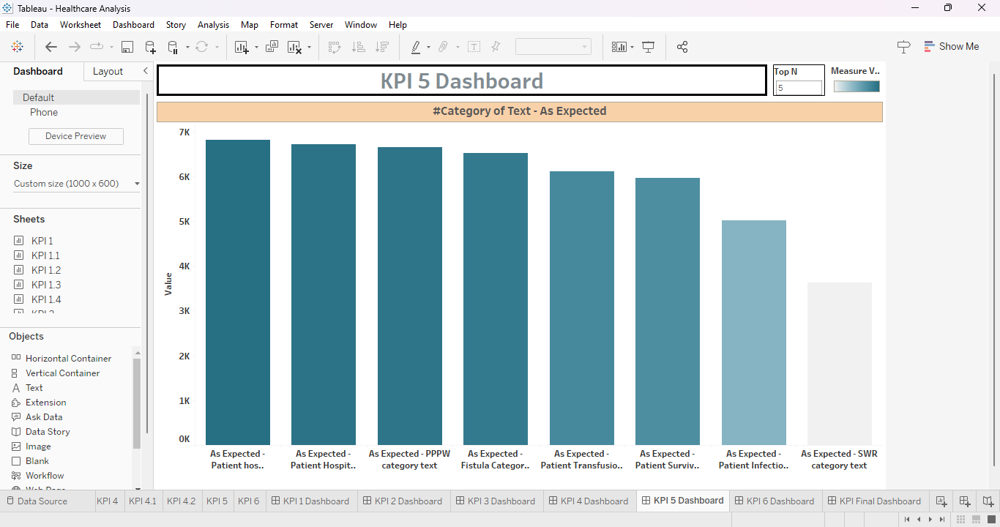 Tableau - Healthcare Analysis
File Data Worksheet Dashboard Story Analysis Map Format Server Window Help
Show Me
Dashboard Layout
Default
Phone
Device Preview
Size
Custom size (1000 x 600)
Sheets
KPI 1
KPI 1.1
KPI 1.2
KPI 1.3
KPI 1.4
Objects
Horizontal Container
Vertical Container
Text
Extension
Ask Data
Data Story
Image
Blank
Workflow
KPI 5 Dashboard
Top N
5
Measure V..
#Category of Text - As Expected
7K
6K
5K
4K
3K
2K
1K
0K
Value
As Expected - Patient hos..
As Expected - Patient Hospit..
As Expected - PPPW category text
As Expected - Fistula Categor..
As Expected - Patient Transfusio..
As Expected - Patient Surviv..
As Expected - Patient Infectio..
As Expected - SWR category text
Data Source KPI 4 KPI 4.1 KPI 4.2 KPI 5 KPI 6 KPI 1 Dashboard KPI 2 Dashboard KPI 3 Dashboard KPI 4 Dashboard KPI 5 Dashboard KPI 6 Dashboard KPI Final Dashboard